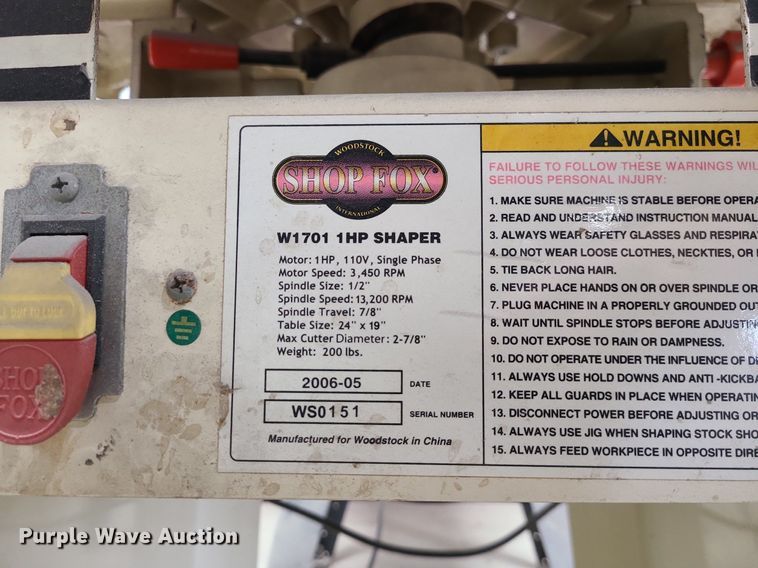 WOODSTOCK
SHOP FOX®
INTERNATIONAL
W1701 1HP SHAPER
Motor: 1HP, 110V, Single Phase
Motor Speed: 3,450 RPM
Spindle Size: 1/2"
Spindle Speed: 13,200 RPM
Spindle Travel: 7/8"
Table Size: 24" x 19"
Max Cutter Diameter: 2-7/8"
Weight: 200 lbs.
2006-05 DATE
WS0151 SERIAL NUMBER
Manufactured for Woodstock in China
WARNING!
FAILURE TO FOLLOW THESE WARNINGS WIL
SERIOUS PERSONAL INJURY:
1. MAKE SURE MACHINE IS STABLE BEFORE OPERA
2. READ AND UNDERSTAND INSTRUCTION MANUAL
3. ALWAYS WEAR SAFETY GLASSES AND RESPIRAT
4. DO NOT WEAR LOOSE CLOTHES, NECKTIES, OR
5. TIE BACK LONG HAIR.
6. NEVER PLACE HANDS ON OR OVER SPINDLE OR
7. PLUG MACHINE IN A PROPERLY GROUNDED OUT
8. WAIT UNTIL SPINDLE STOPS BEFORE ADJUSTING
9. DO NOT EXPOSE TO RAIN OR DAMPNESS.
10. DO NOT OPERATE UNDER THE INFLUENCE OF D
11. ALWAYS USE HOLD DOWNS AND ANTI-KICKBA
12. KEEP ALL GUARDS IN PLACE WHEN OPERATIN
13. DISCONNECT POWER BEFORE ADJUSTING OR
14. ALWAYS USE JIG WHEN SHAPING STOCK SHO
15. ALWAYS FEED WORKPIECE IN OPPOSITE DIRE
OUT TO LOCK
SHOP
FOX
Purple Wave Auction